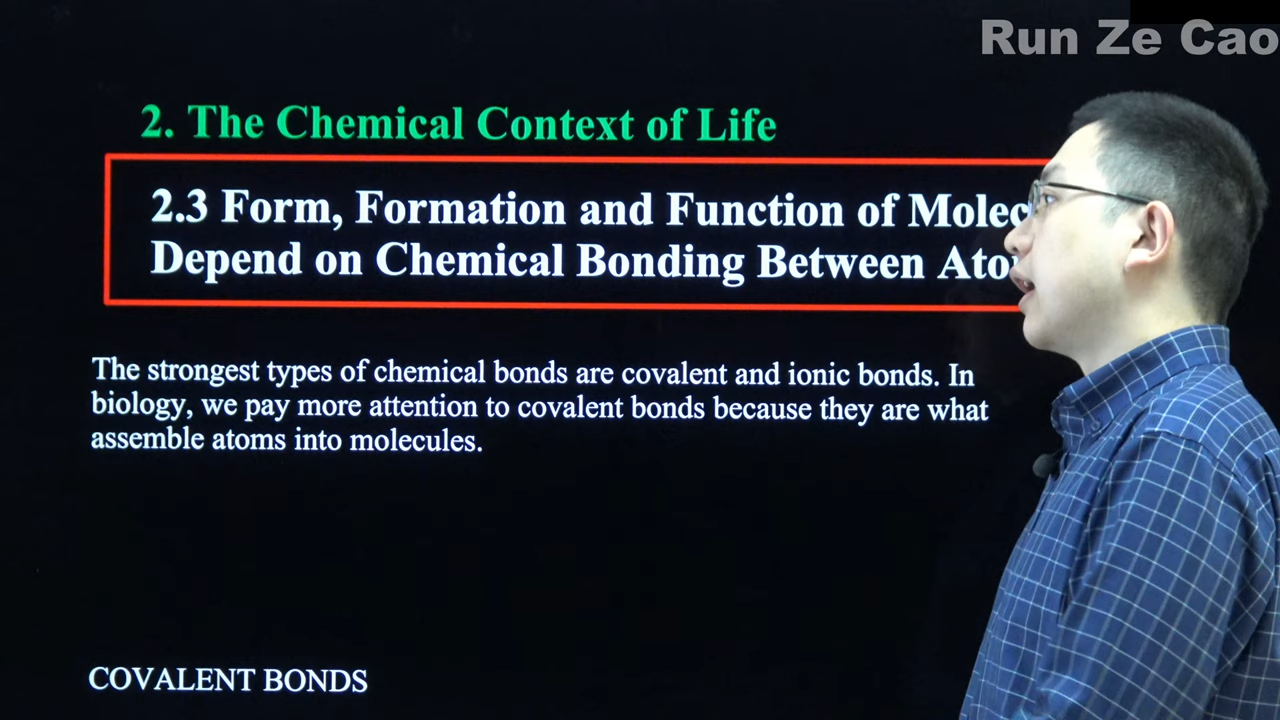 Run Ze Cao
2. The Chemical Context of Life
2.3 Form, Formation and Function of
Depend on Chemical Bonding Between
The strongest types of chemical bonds are covalent and ionic bonds. In
biology, we pay more attention to covalent bonds because they are what
assemble atoms into molecules.
COVALENT BONDS